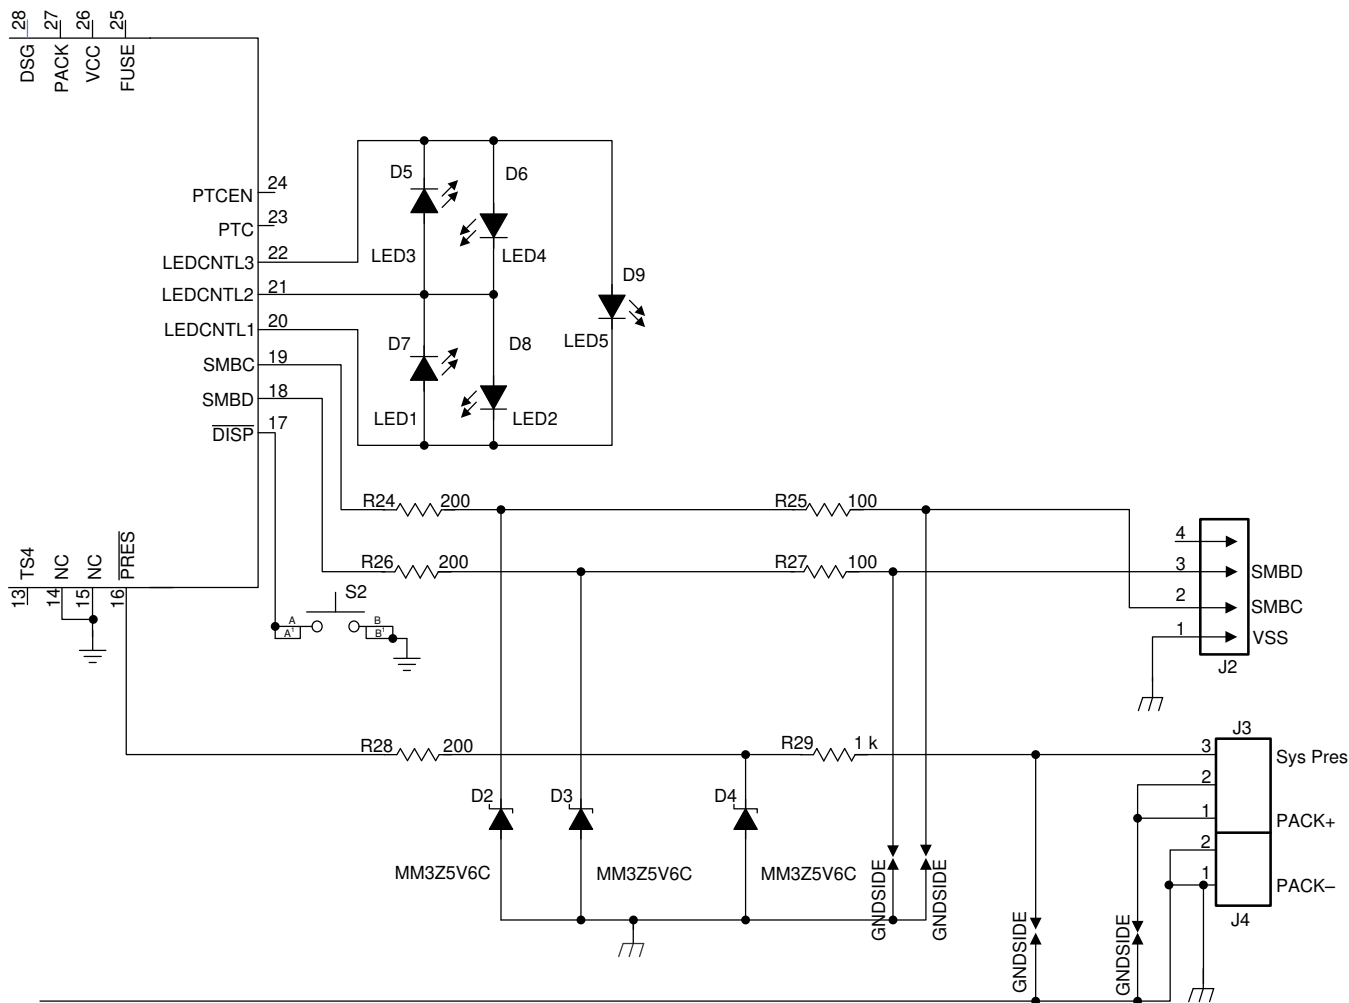 28
27
26
25
DSG
PACK
VCC
FUSE
PTCEN
24
PTC
23
LEDCNTL3
22
LEDCNTL2
21
LEDCNTL1
20
SMBC
19
SMBD
18
DISP
17
D5
D6
LED3
LED4
D9
LED5
D7
D8
LED1
LED2
R24
200
R25
100
R26
200
R27
100
13
TS4
14
NC
15
NC
16
PRES
S2
A
A1
B
B1
4
3
SMBD
2
SMBC
1
VSS
J2
R28
200
R29
1 k
J3
3
Sys Pres
2
1
PACK+
2
1
PACK–
J4
D2
D3
D4
MM3Z5V6C
MM3Z5V6C
MM3Z5V6C
GNDSIDE
GNDSIDE
GNDSIDE
GNDSIDE